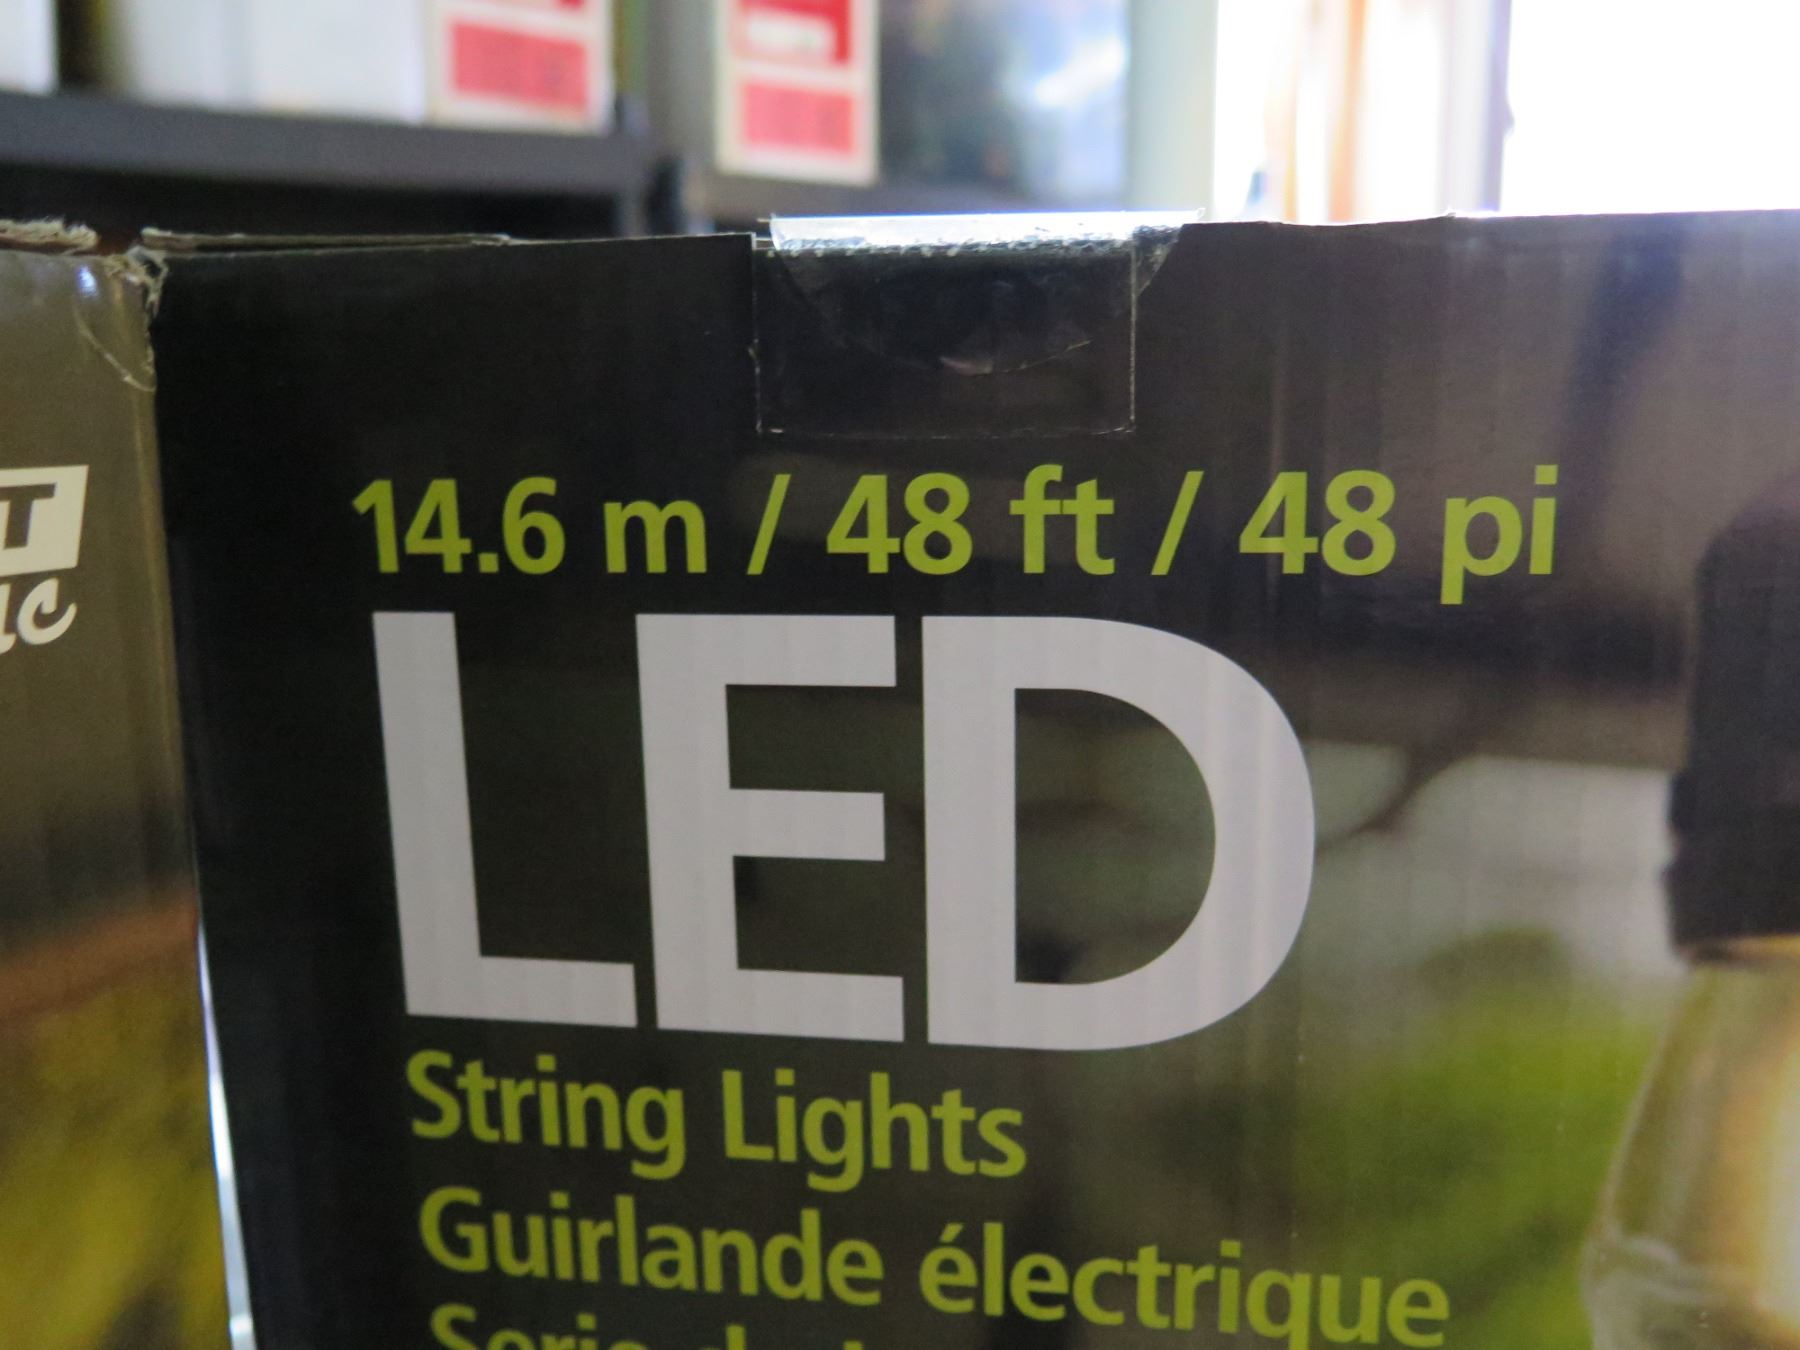 14.6 m / 48 ft / 48 pi
LED
String Lights
Guirlande électrique